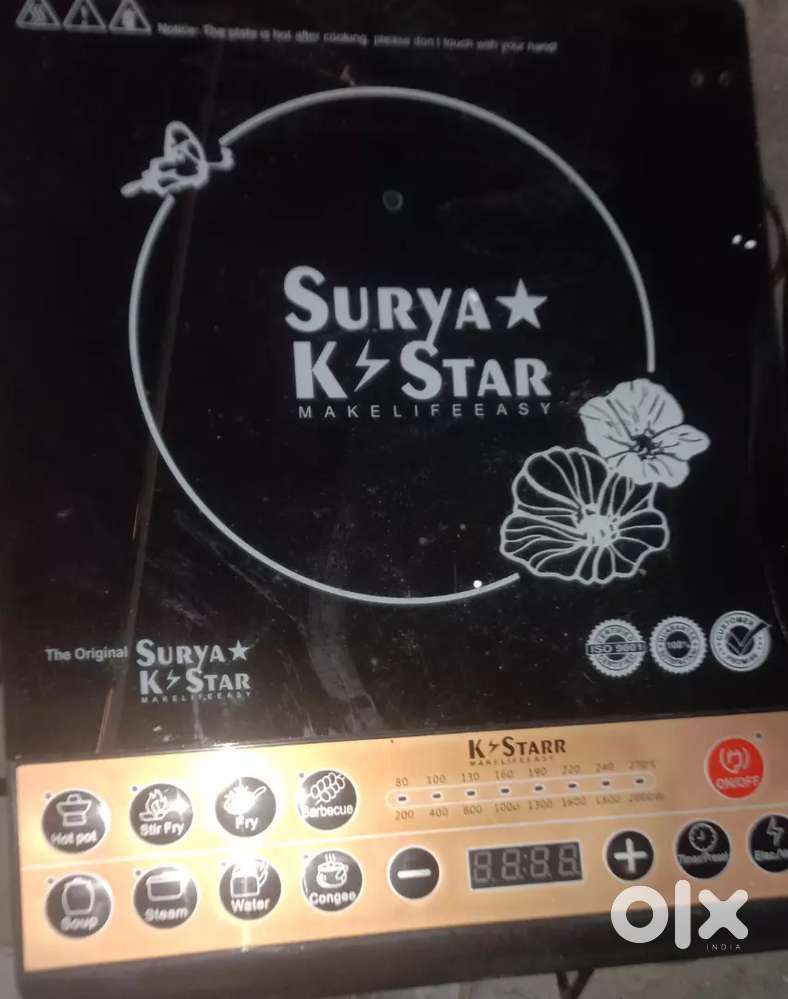 Notice: The plate is hot after cooking, please don't touch with your hand!
SURYA
K STAR
MAKELIFEEASY
The Original SURYA
K STAR
MAKELIFEEASY
ISO 9001
100%
CUSTOMER
K STARR
MAKELIFEEASY
80 100 130 160 190 220 240 270℃
200 400 800 1000 1300 1600 1800 2000W
ON/OFF
Hot pot
Stir Fry
Fry
Barbecue
Soup
Steam
Water
Congee
olx
INDIA